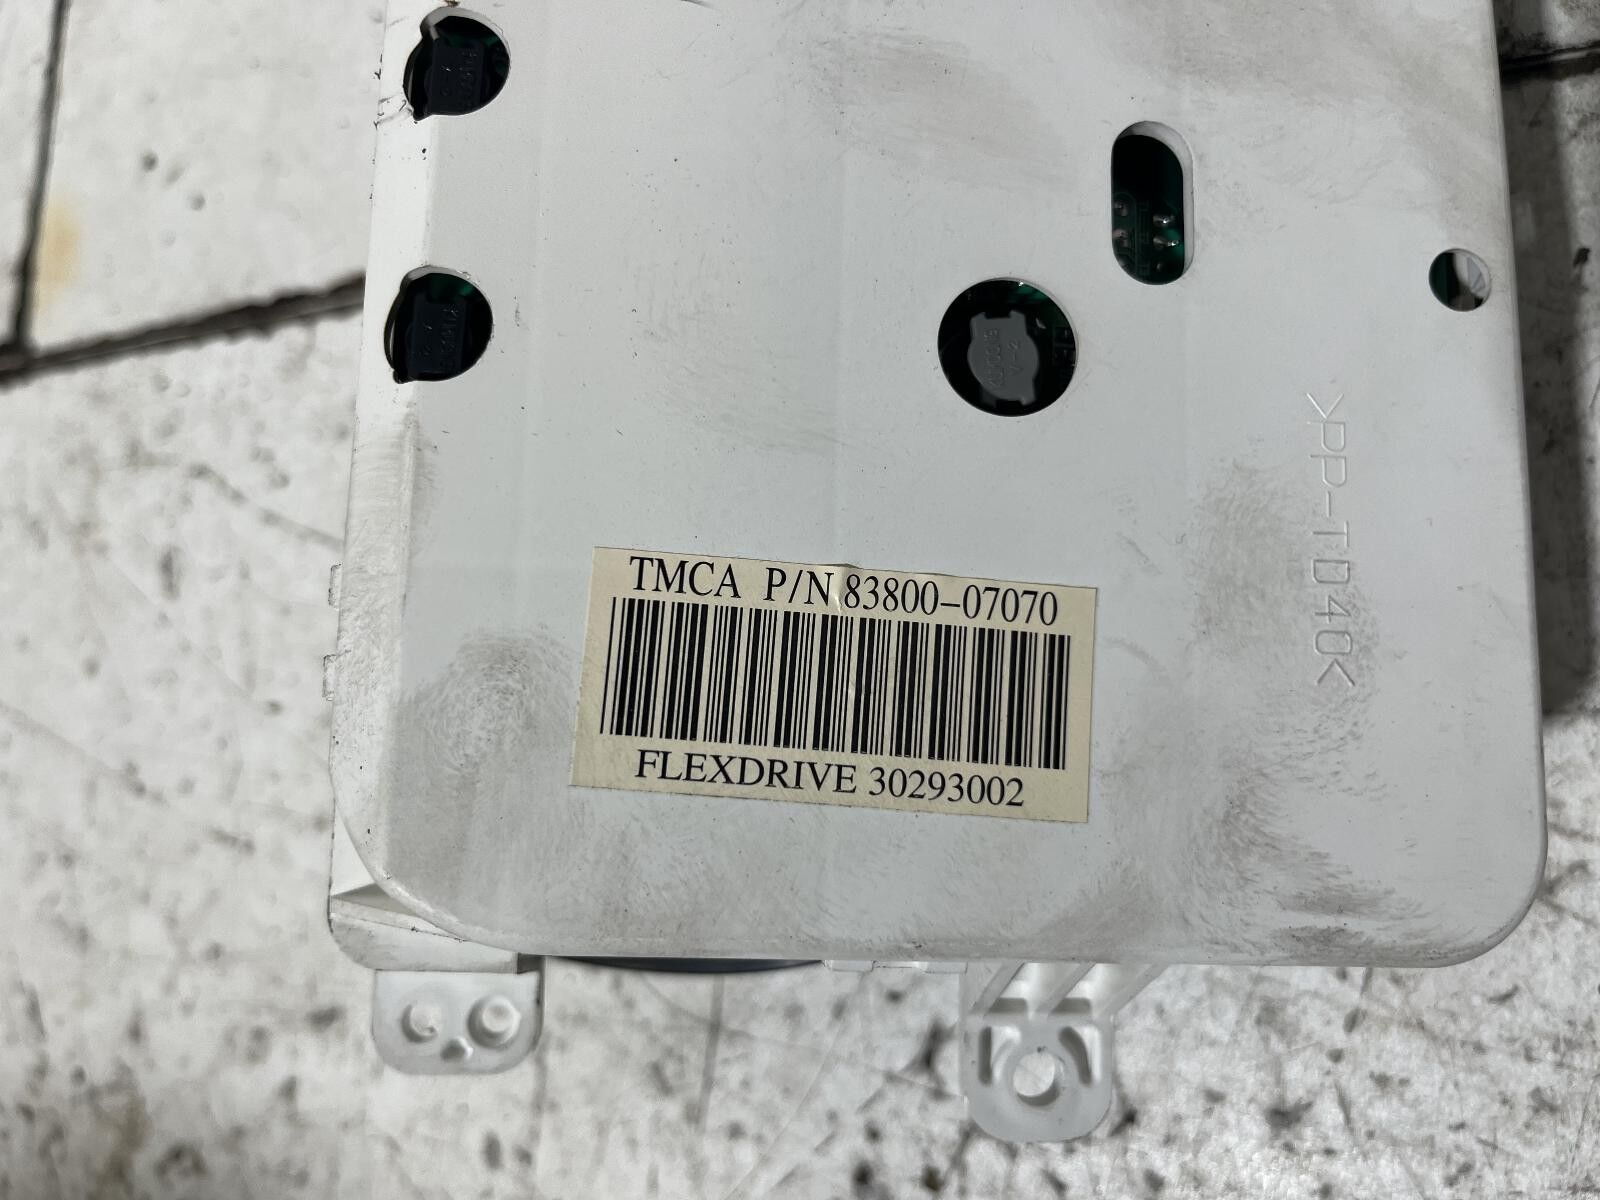 TMCA P/N 83800-07070
FLEXDRIVE 30293002
>PP-TD40<